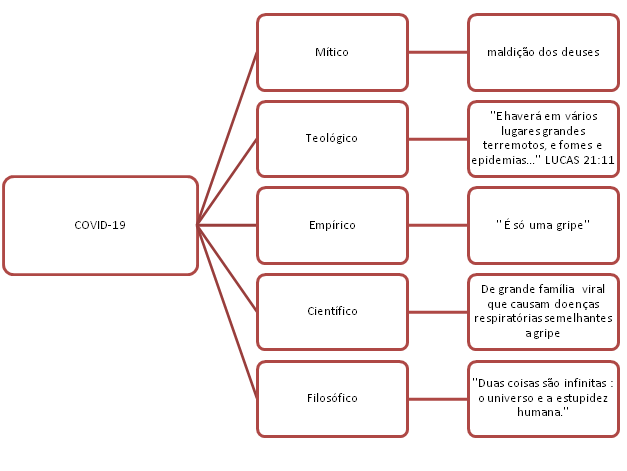 COVID-19
Mítico
maldição dos deuses
Teológico
"E haverá em vários
lugares grandes
terremotos, e fomes e
epidemias..." LUCAS 21:11
Empírico
"É só uma gripe"
Científico
De grande família viral
que causam doenças
respiratórias semelhantes
a gripe
Filosófico
"Duas coisas são infinitas :
o universo e a estupidez
humana."